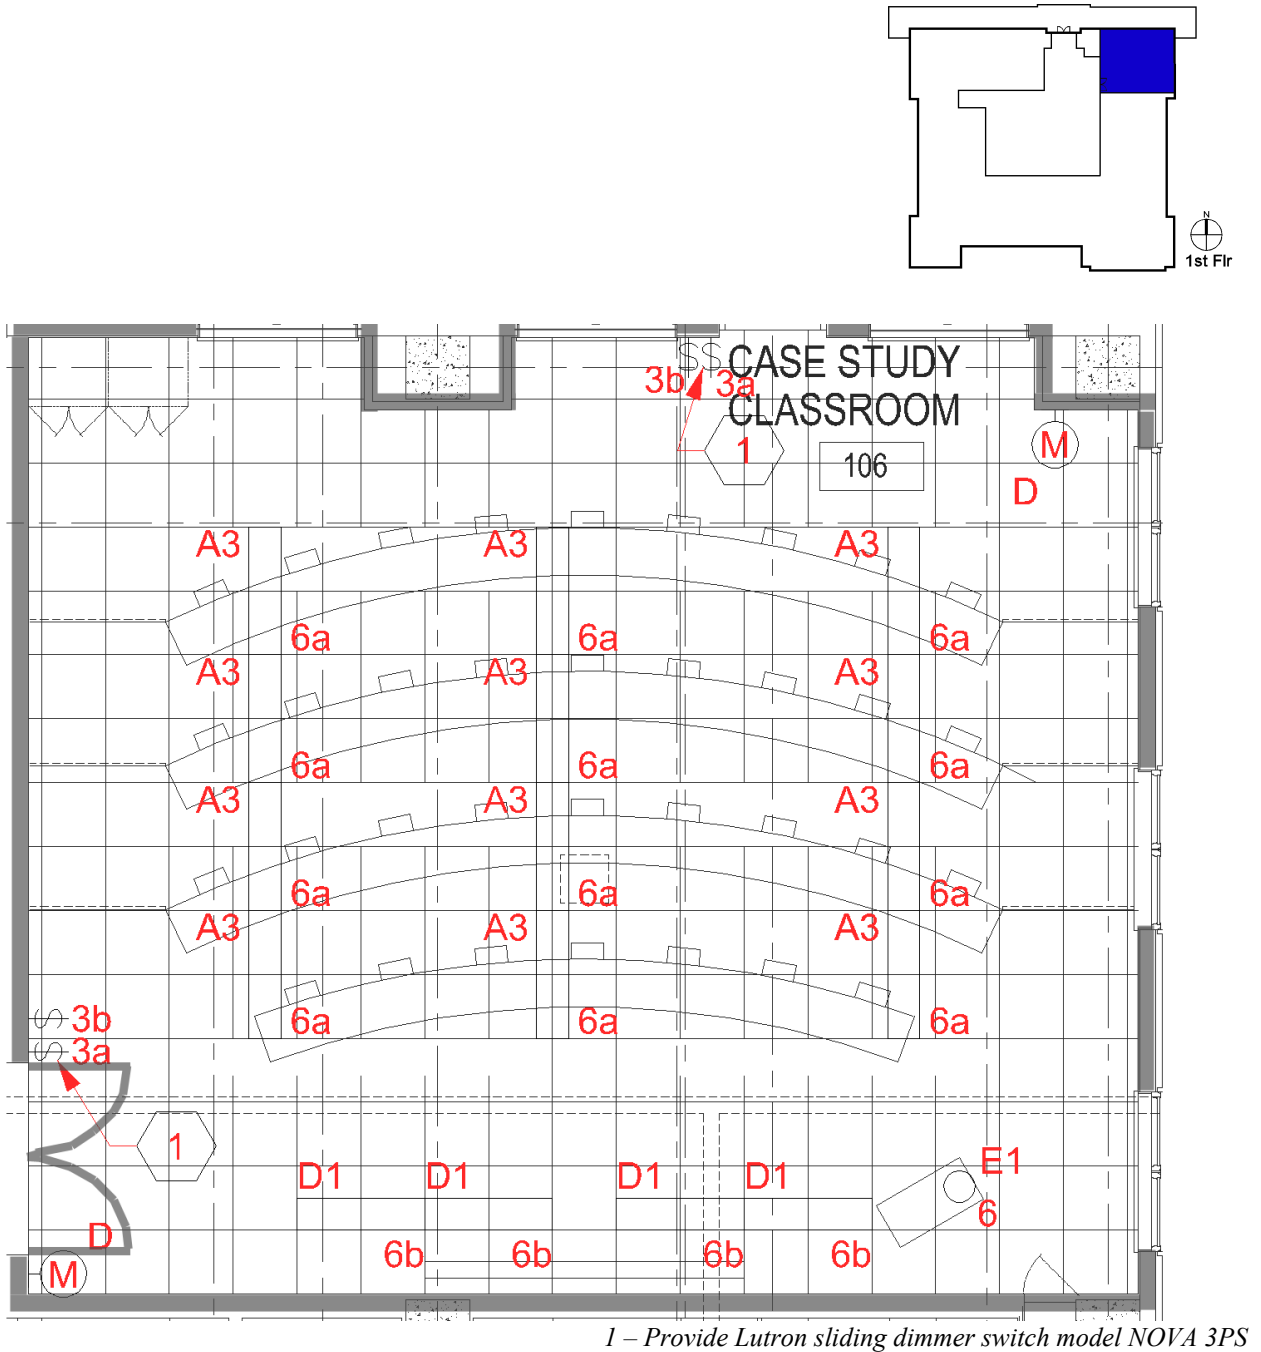 N
1st Flr
SS CASE STUDY
3b 3a
CLASSROOM
1
106
M
D
A3 A3 A3
6a 6a 6a
A3 A3 A3
6a 6a 6a
A3 A3 A3
6a 6a 6a
A3 A3 A3
S 3b
6a 6a 6a
S 3a
1
D1 D1 D1 D1 E1
6
D
6b 6b 6b 6b
M
1 – Provide Lutron sliding dimmer switch model NOVA 3PS